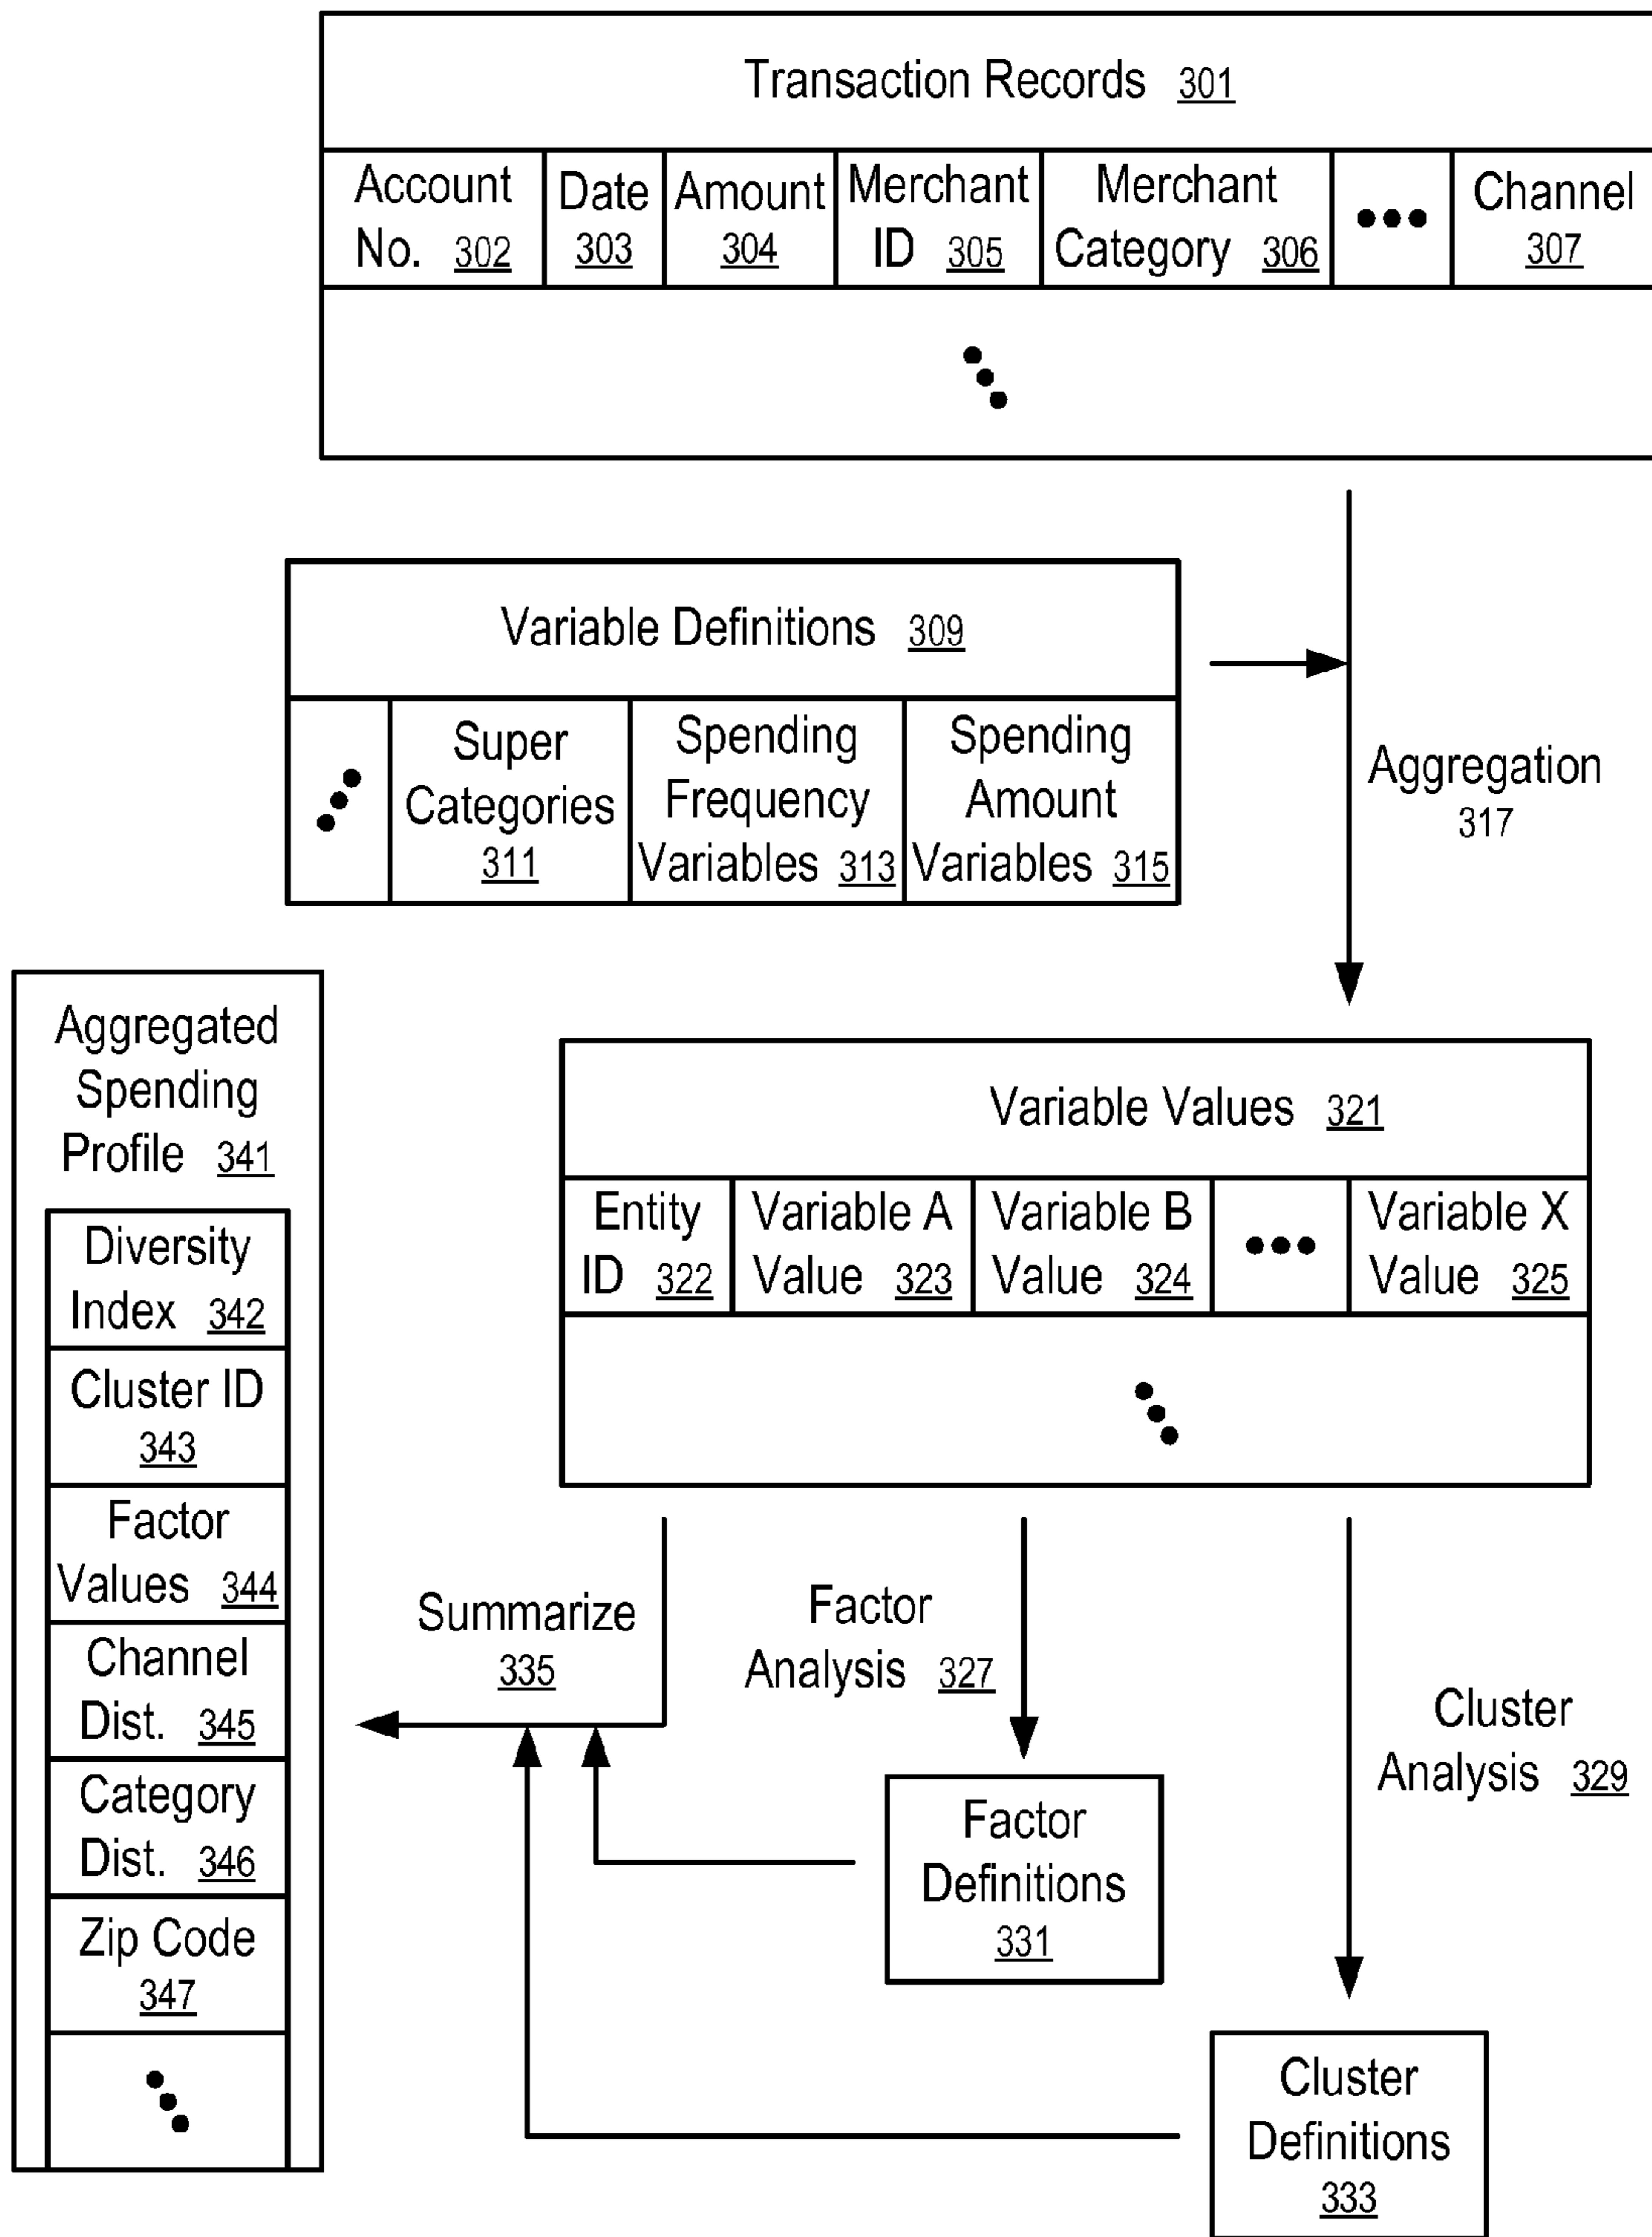 Transaction Records 301
Account
No. 302
Date
303
Amount
304
Merchant
ID 305
Merchant
Category 306
Channel
307
Variable Definitions 309
Super
Categories
311
Spending
Frequency
Variables 313
Spending
Amount
Variables 315
Aggregation
317
Aggregated
Spending
Profile 341
Diversity
Index 342
Cluster ID
343
Factor
Values 344
Channel
Dist. 345
Category
Dist. 346
Zip Code
347
Variable Values 321
Entity
ID 322
Variable A
Value 323
Variable B
Value 324
Variable X
Value 325
Summarize
335
Factor
Analysis 327
Cluster
Analysis 329
Factor
Definitions
331
Cluster
Definitions
333